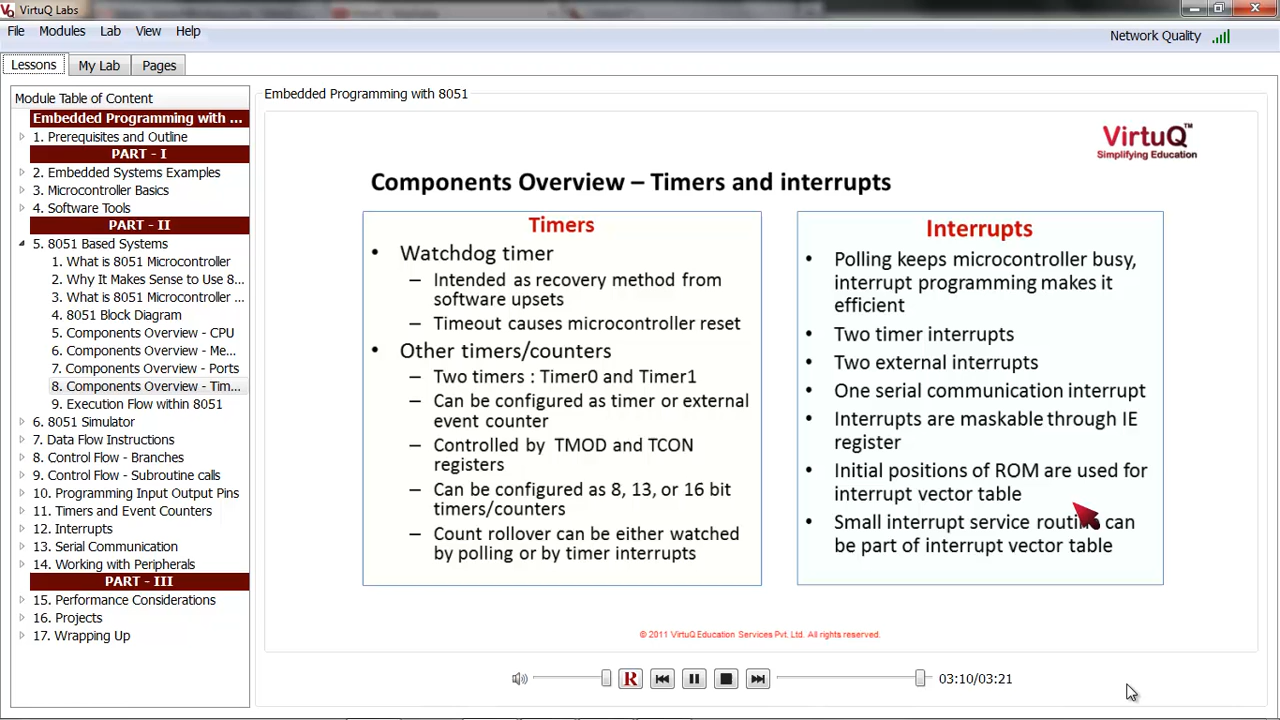 VirtuQ Labs
File Modules Lab View Help
Network Quality
Lessons My Lab Pages
Module Table of Content
Embedded Programming with ...
1. Prerequisites and Outline
PART - I
2. Embedded Systems Examples
3. Microcontroller Basics
4. Software Tools
PART - II
5. 8051 Based Systems
1. What is 8051 Microcontroller
2. Why It Makes Sense to Use 8...
3. What is 8051 Microcontroller ...
4. 8051 Block Diagram
5. Components Overview - CPU
6. Components Overview - Me...
7. Components Overview - Ports
8. Components Overview - Tim...
9. Execution Flow within 8051
6. 8051 Simulator
7. Data Flow Instructions
8. Control Flow - Branches
9. Control Flow - Subroutine calls
10. Programming Input Output Pins
11. Timers and Event Counters
12. Interrupts
13. Serial Communication
14. Working with Peripherals
PART - III
15. Performance Considerations
16. Projects
17. Wrapping Up
Embedded Programming with 8051
VirtuQ™
Simplifying Education
Components Overview – Timers and interrupts
Timers
• Watchdog timer
– Intended as recovery method from
software upsets
– Timeout causes microcontroller reset
• Other timers/counters
– Two timers : Timer0 and Timer1
– Can be configured as timer or external
event counter
– Controlled by TMOD and TCON
registers
– Can be configured as 8, 13, or 16 bit
timers/counters
– Count rollover can be either watched
by polling or by timer interrupts
Interrupts
• Polling keeps microcontroller busy,
interrupt programming makes it
efficient
• Two timer interrupts
• Two external interrupts
• One serial communication interrupt
• Interrupts are maskable through IE
register
• Initial positions of ROM are used for
interrupt vector table
• Small interrupt service routine can
be part of interrupt vector table
© 2011 VirtuQ Education Services Pvt. Ltd. All rights reserved.
R
03:10/03:21